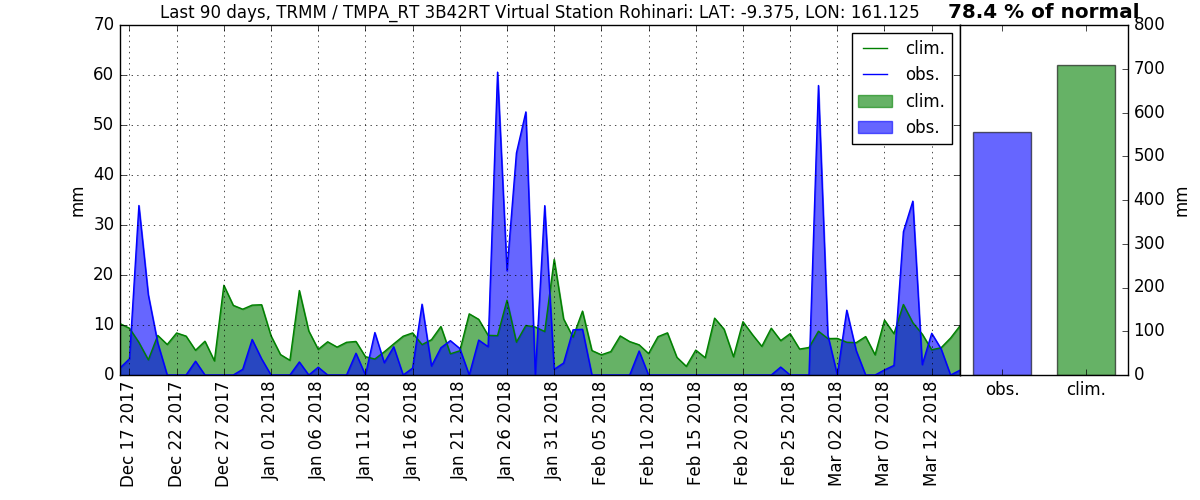 Last 90 days, TRMM / TMPA_RT 3B42RT Virtual Station Rohinari: LAT: -9.375, LON: 161.125
78.4 % of normal
70
60
50
40
30
20
10
0
mm
clim.
obs.
clim.
obs.
800
700
600
500
400
300
200
100
0
mm
Dec 17 2017
Dec 22 2017
Dec 27 2017
Jan 01 2018
Jan 06 2018
Jan 11 2018
Jan 16 2018
Jan 21 2018
Jan 26 2018
Jan 31 2018
Feb 05 2018
Feb 10 2018
Feb 15 2018
Feb 20 2018
Feb 25 2018
Mar 02 2018
Mar 07 2018
Mar 12 2018
obs.
clim.